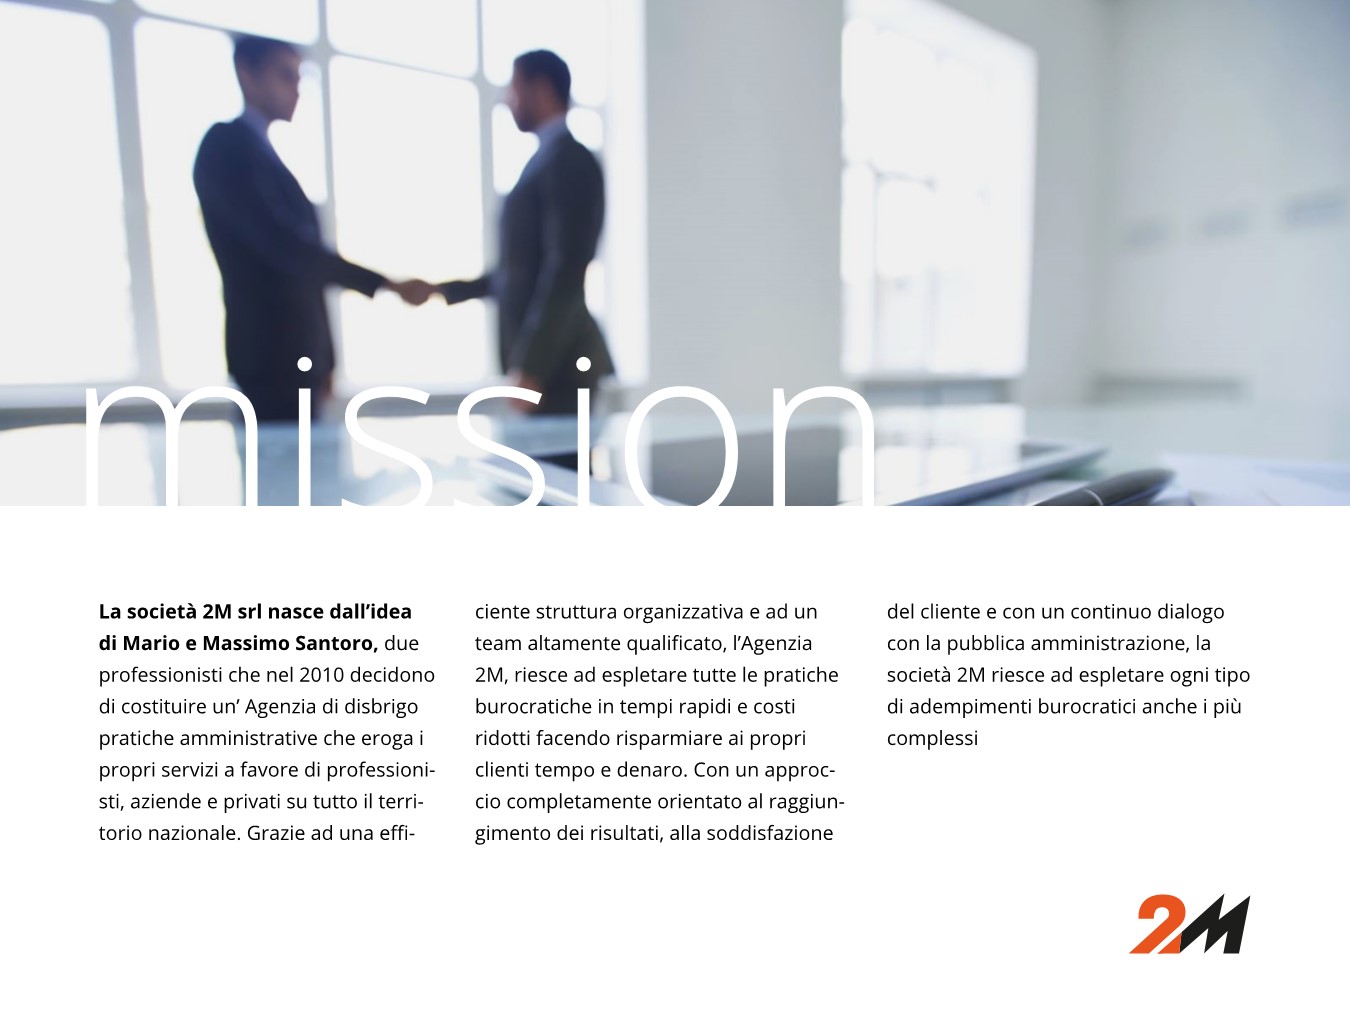 mission
La società 2M srl nasce dall’idea
di Mario e Massimo Santoro, due
professionisti che nel 2010 decidono
di costituire un’ Agenzia di disbrigo
pratiche amministrative che eroga i
propri servizi a favore di professioni-
sti, aziende e privati su tutto il terri-
torio nazionale. Grazie ad una effi-
ciente struttura organizzativa e ad un
team altamente qualificato, l’Agenzia
2M, riesce ad espletare tutte le pratiche
burocratiche in tempi rapidi e costi
ridotti facendo risparmiare ai propri
clienti tempo e denaro. Con un approc-
cio completamente orientato al raggiun-
gimento dei risultati, alla soddisfazione
del cliente e con un continuo dialogo
con la pubblica amministrazione, la
società 2M riesce ad espletare ogni tipo
di adempimenti burocratici anche i più
complessi
2M